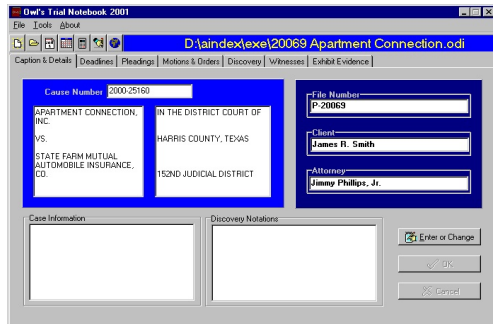 Owl's Trial Notebook 2001
File Tools About
D:\aindex\exe\20069 Apartment Connection.odi
Caption & Details Deadlines Pleadings Motions & Orders Discovery Witnesses Exhibit Evidence
Cause Number 2000-25160
APARTMENT CONNECTION,
INC.
VS.
STATE FARM MUTUAL
AUTOMOBILE INSURANCE,
CO.
IN THE DISTRICT COURT OF
HARRIS COUNTY, TEXAS
152ND JUDICIAL DISTRICT
File Number
P-20069
Client
James R. Smith
Attorney
Jimmy Phillips, Jr.
Case Information
Discovery Notations
Enter or Change
OK
Cancel